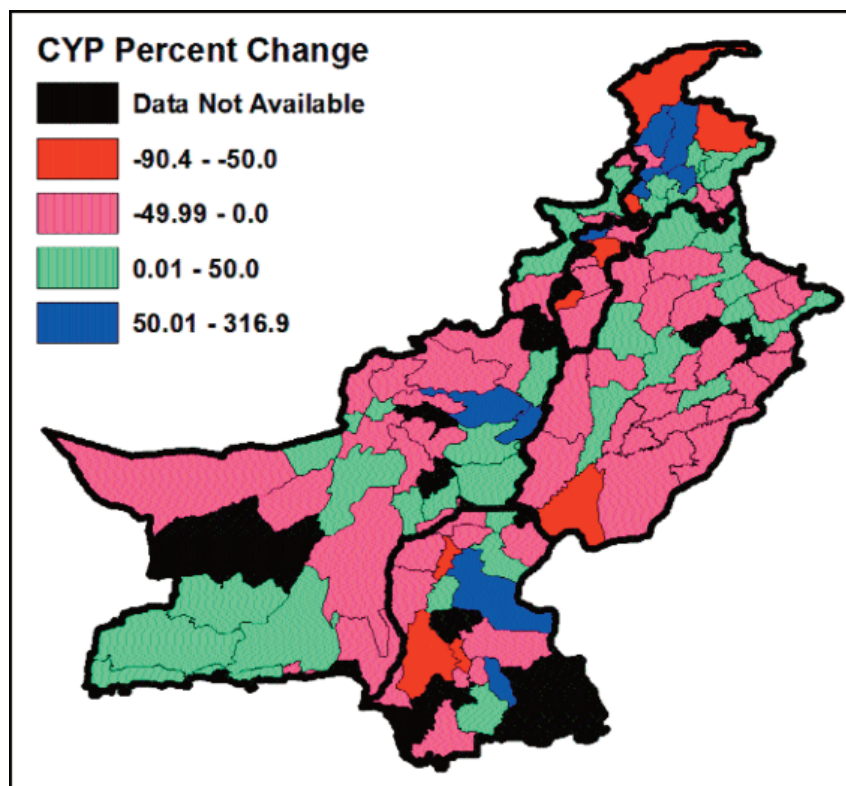 CYP Percent Change
Data Not Available
-90.4 - -50.0
-49.99 - 0.0
0.01 - 50.0
50.01 - 316.9